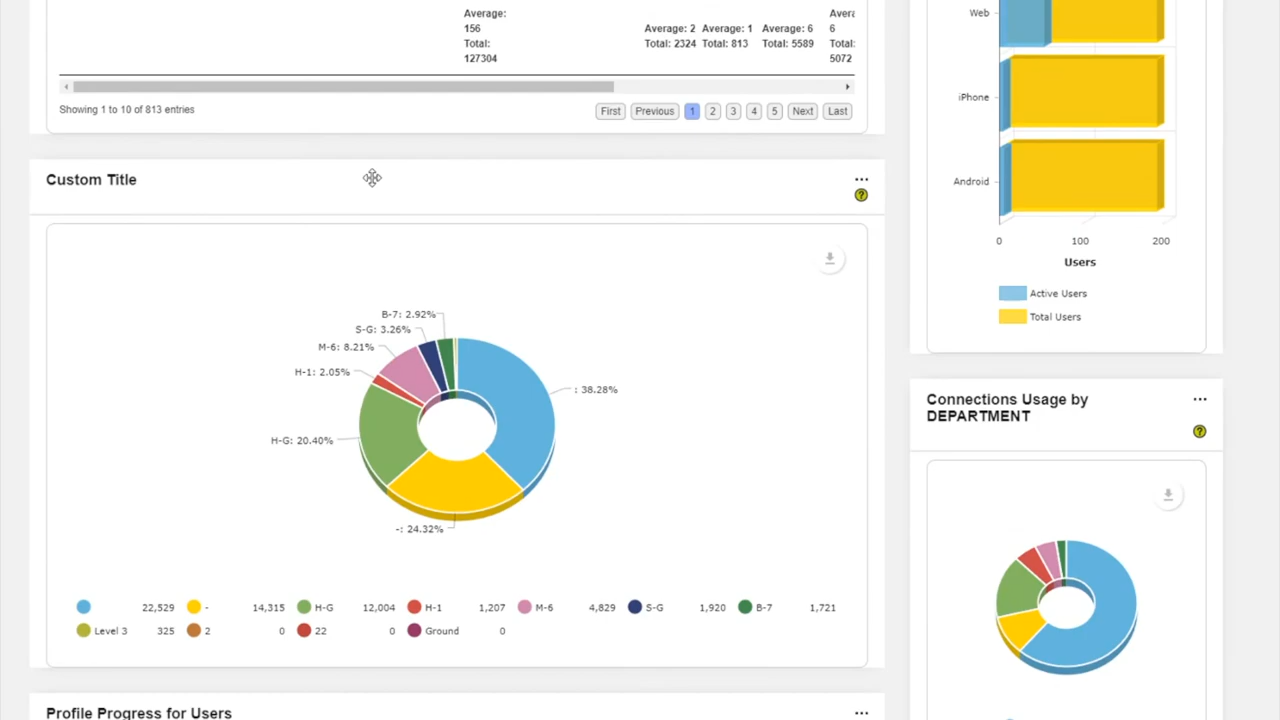 Average:
156
Total:
127304
Average: 2 Average: 1 Average: 6
Total: 2324 Total: 813 Total: 5589
6
Total:
5072
Showing 1 to 10 of 813 entries
First Previous 1 2 3 4 5 Next Last
Custom Title
?
B-7: 2.92%
S-G: 3.26%
M-6: 8.21%
H-1: 2.05%
: 38.28%
H-G: 20.40%
-: 24.32%
22,529 - 14,315 H-G 12,004 H-1 1,207 M-6 4,829 S-G 1,920 B-7 1,721
Level 3 325 2 0 22 0 Ground 0
Profile Progress for Users
Web
iPhone
Android
0 100 200
Users
Active Users
Total Users
Connections Usage by
DEPARTMENT
?